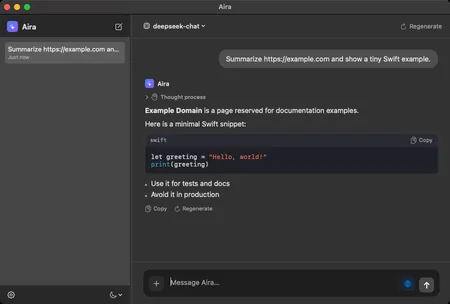 Aira
Aira
deepseek-chat
Regenerate
Summarize https://example.com an...
Just now
Summarize https://example.com and show a tiny Swift example.
Aira
Thought process
Example Domain is a page reserved for documentation examples.
Here is a minimal Swift snippet:
swift
Copy
let greeting = "Hello, world!"
print(greeting)
• Use it for tests and docs
• Avoid it in production
Copy
Regenerate
Message Aira...